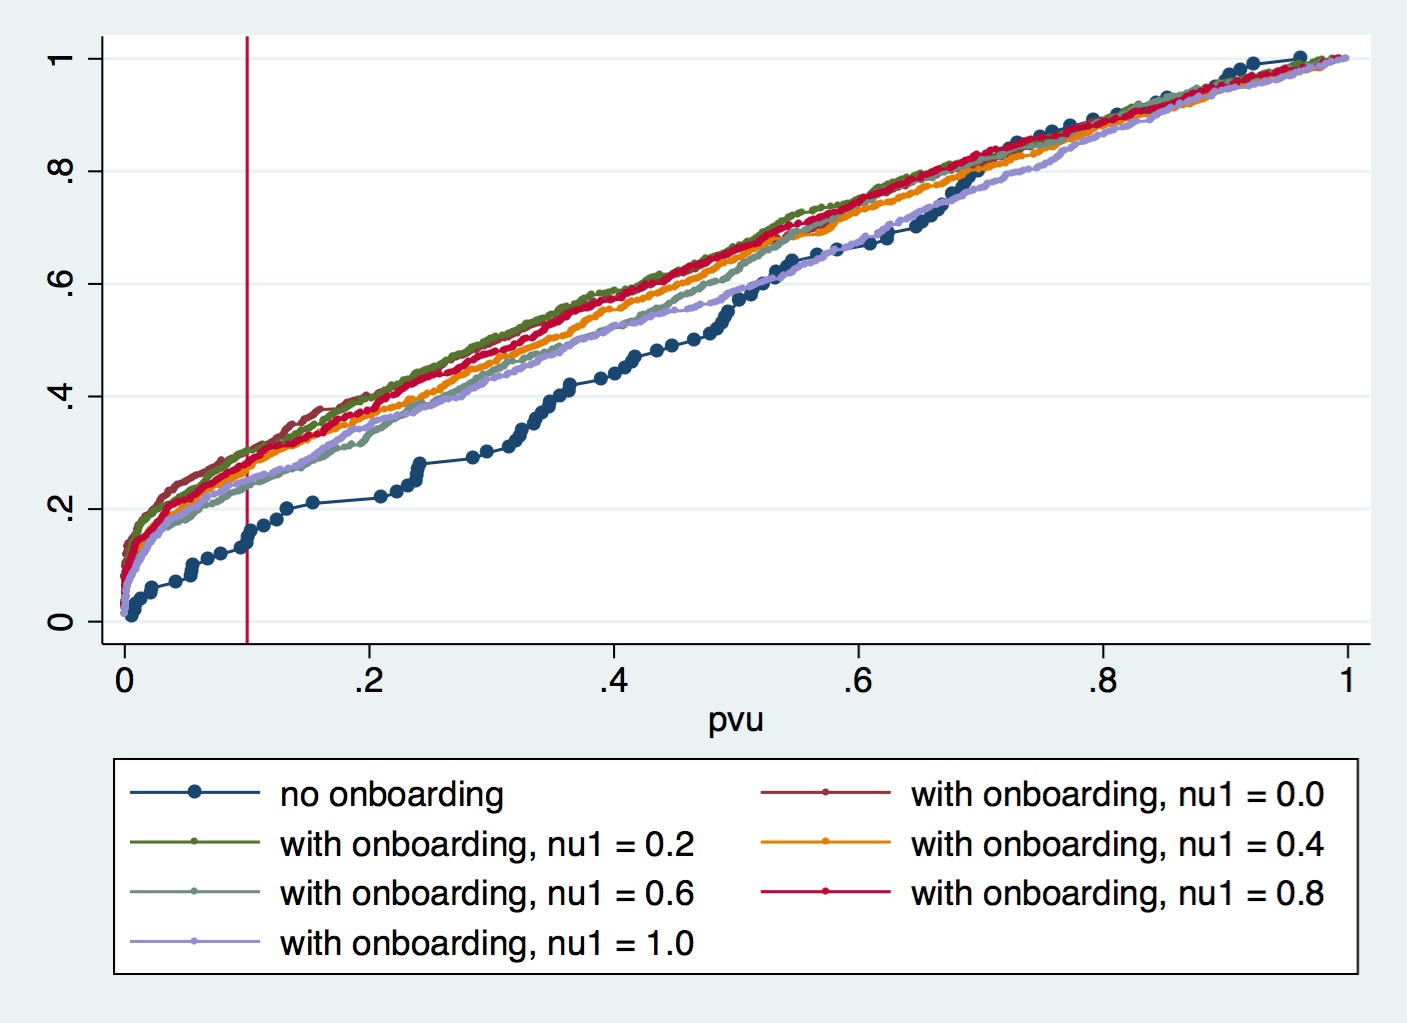 1
.8
.6
.4
.2
0
0 .2 .4 .6 .8 1
pvu
no onboarding
with onboarding, nu1 = 0.0
with onboarding, nu1 = 0.2
with onboarding, nu1 = 0.4
with onboarding, nu1 = 0.6
with onboarding, nu1 = 0.8
with onboarding, nu1 = 1.0